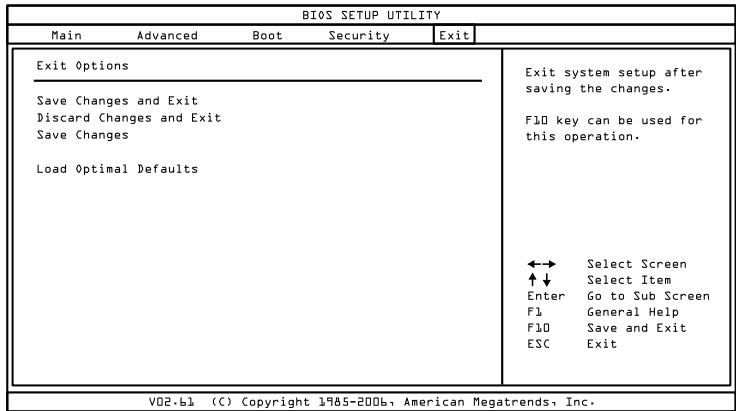 BIOS SETUP UTILITY
Main Advanced Boot Security Exit
Exit Options
Save Changes and Exit
Discard Changes and Exit
Save Changes
Load Optimal Defaults
Exit system setup after
saving the changes.
F10 key can be used for
this operation.
←→ Select Screen
↑↓ Select Item
Enter Go to Sub Screen
F1 General Help
F10 Save and Exit
ESC Exit
V02.61 (C) Copyright 1985-2006, American Megatrends, Inc.